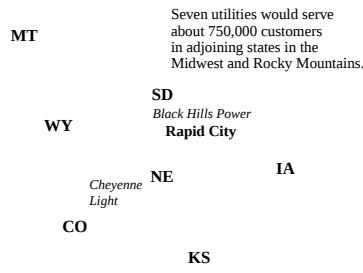 Seven utilities would serve
about 750,000 customers
in adjoining states in the
Midwest and Rocky Mountains.
MT
SD
Black Hills Power
Rapid City
WY
IA
NE
Cheyenne
Light
CO
KS